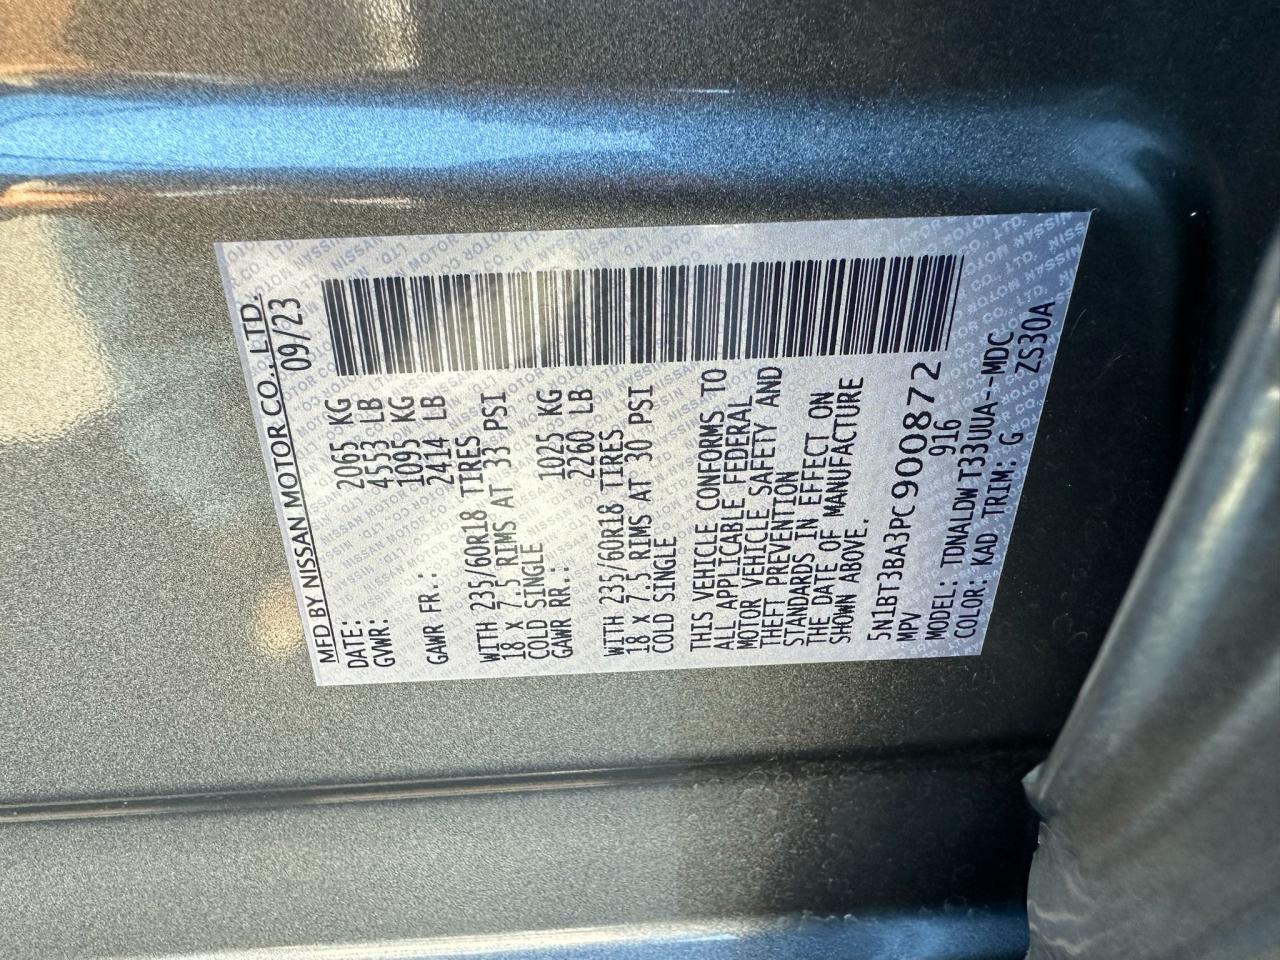 MFD BY NISSAN MOTOR CO., LTD.
DATE: 09/23
GVWR: 2065 KG
4533 LB
GAWR FR.: 1095 KG
2414 LB
WITH 235/60R18 TIRES
18 x 7.5 RIMS AT 33 PSI
COLD SINGLE
GAWR RR.: 1025 KG
2260 LB
WITH 235/60R18 TIRES
18 x 7.5 RIMS AT 30 PSI
COLD SINGLE
THIS VEHICLE CONFORMS TO
ALL APPLICABLE FEDERAL
MOTOR VEHICLE SAFETY AND
THEFT PREVENTION
STANDARDS IN EFFECT ON
THE DATE OF MANUFACTURE
SHOWN ABOVE.
5N1BT3BA3PC900872
MPV 916
MODEL: TDNALDW T33UUA--MDC
COLOR: KAD TRIM: G ZS30A